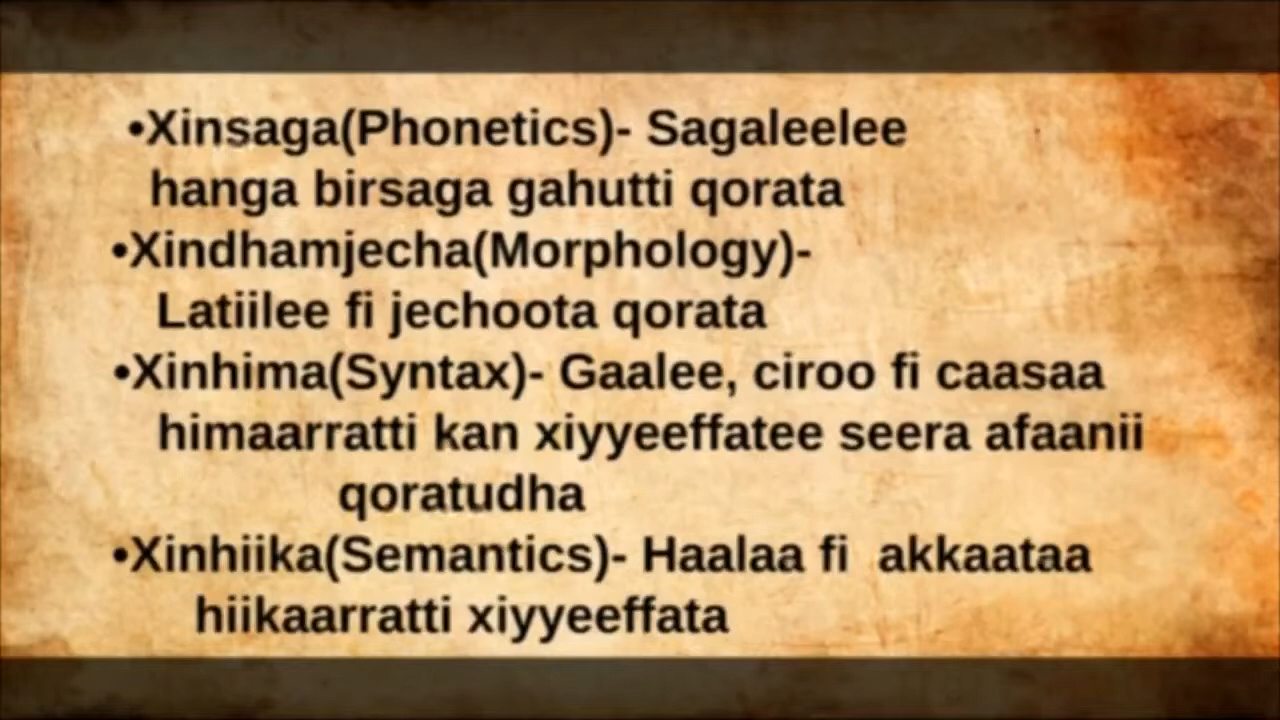 •Xinsaga(Phonetics)- Sagaleelee
hanga birsaga gahutti qorata
•Xindhamjecha(Morphology)-
Latiilee fi jechoota qorata
•Xinhima(Syntax)- Gaalee, ciroo fi caasaa
himaarratti kan xiyyeeffatee seera afaanii
qoratudha
•Xinhiika(Semantics)- Haalaa fi  akkaataa
hiikaarratti xiyyeeffata